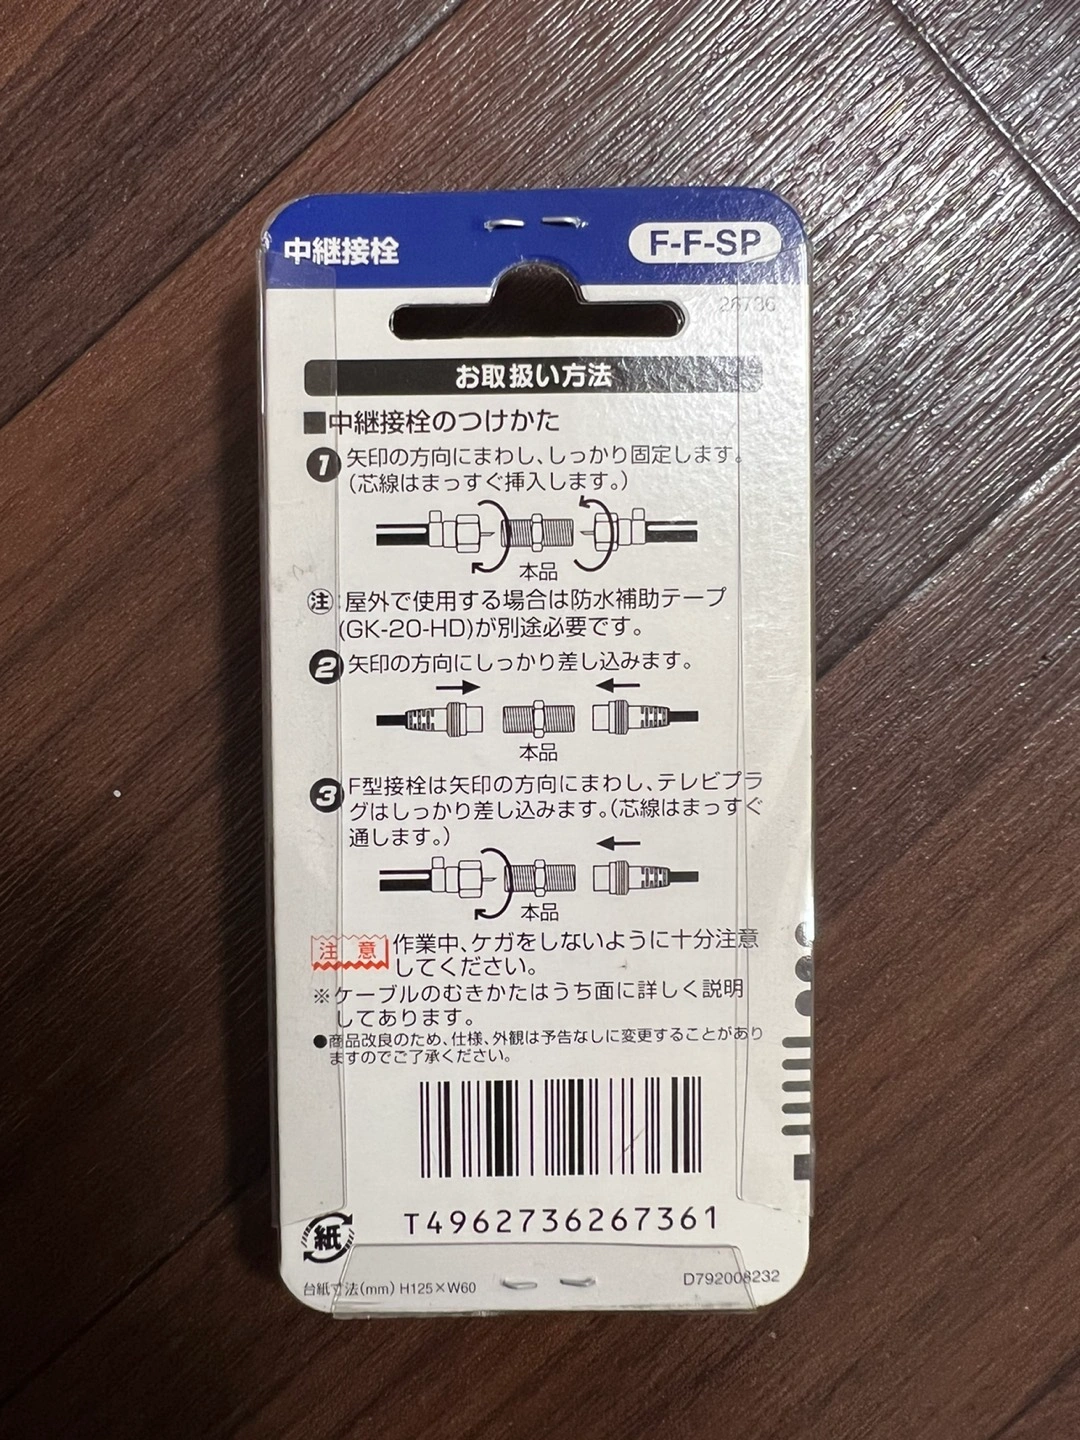 中継接栓
F-F-SP
26736
お取扱い方法
■中継接栓のつけかた
1 矢印の方向にまわし、しっかり固定します。
(芯線はまっすぐ挿入します。)
本品
注:屋外で使用する場合は防水補助テープ
(GK-20-HD)が別途必要です。
2 矢印の方向にしっかり差し込みます。
本品
3 F型接栓は矢印の方向にまわし、テレビプラ
グはしっかり差し込みます。(芯線はまっすぐ
通します。)
本品
注意 作業中、ケガをしないように十分注意
してください。
※ケーブルのむきかたはうち面に詳しく説明
してあります。
●商品改良のため、仕様、外観は予告なしに変更することがあり
ますのでご了承ください。
T4962736267361
紙
台紙寸法(mm) H125×W60
D792008232